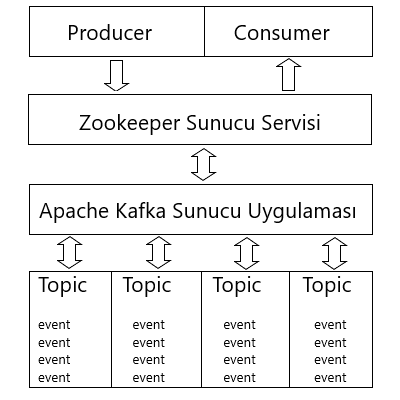 Producer Consumer
Zookeeper Sunucu Servisi
Apache Kafka Sunucu Uygulaması
Topic Topic Topic Topic
event event event event
event event event event
event event event event
event event event event